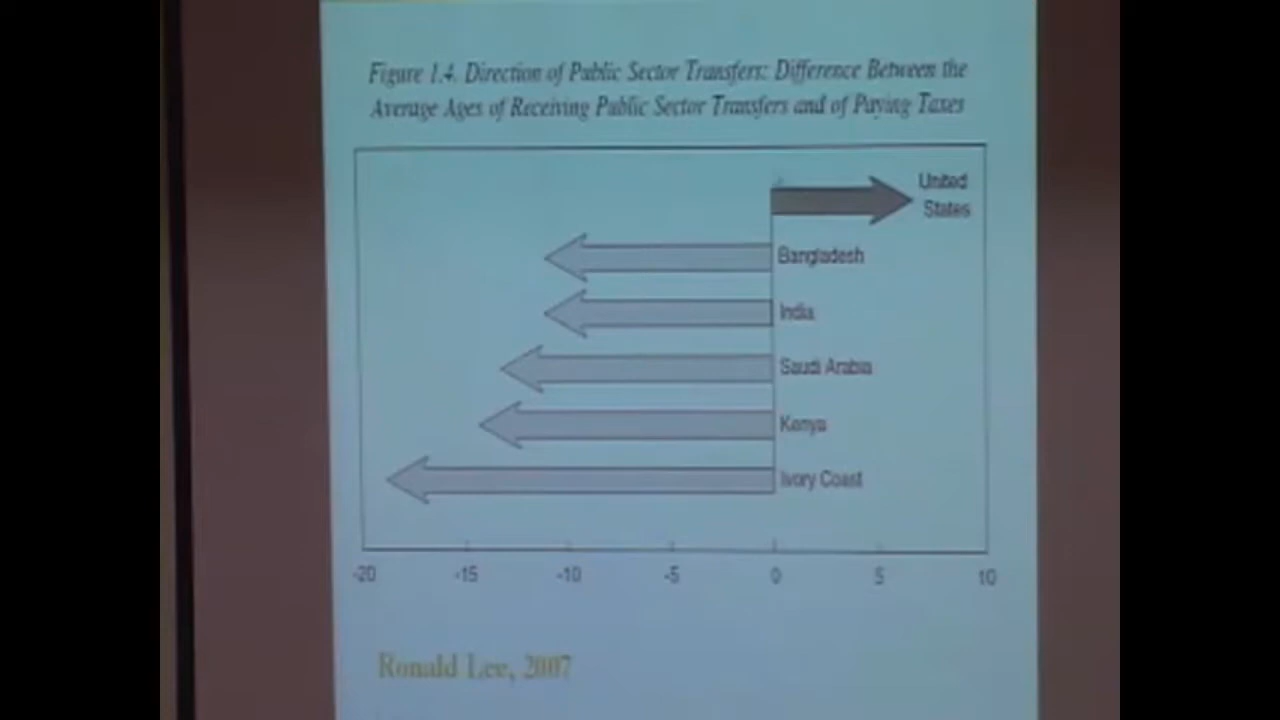 Figure 1.4. Direction of Public Sector Transfers: Difference Between the
Average Ages of Receiving Public Sector Transfers and of Paying Taxes
United
States
Bangladesh
India
Saudi Arabia
Kenya
Ivory Coast
-20 -15 -10 -5 0 5 10
Ronald Lee, 2007